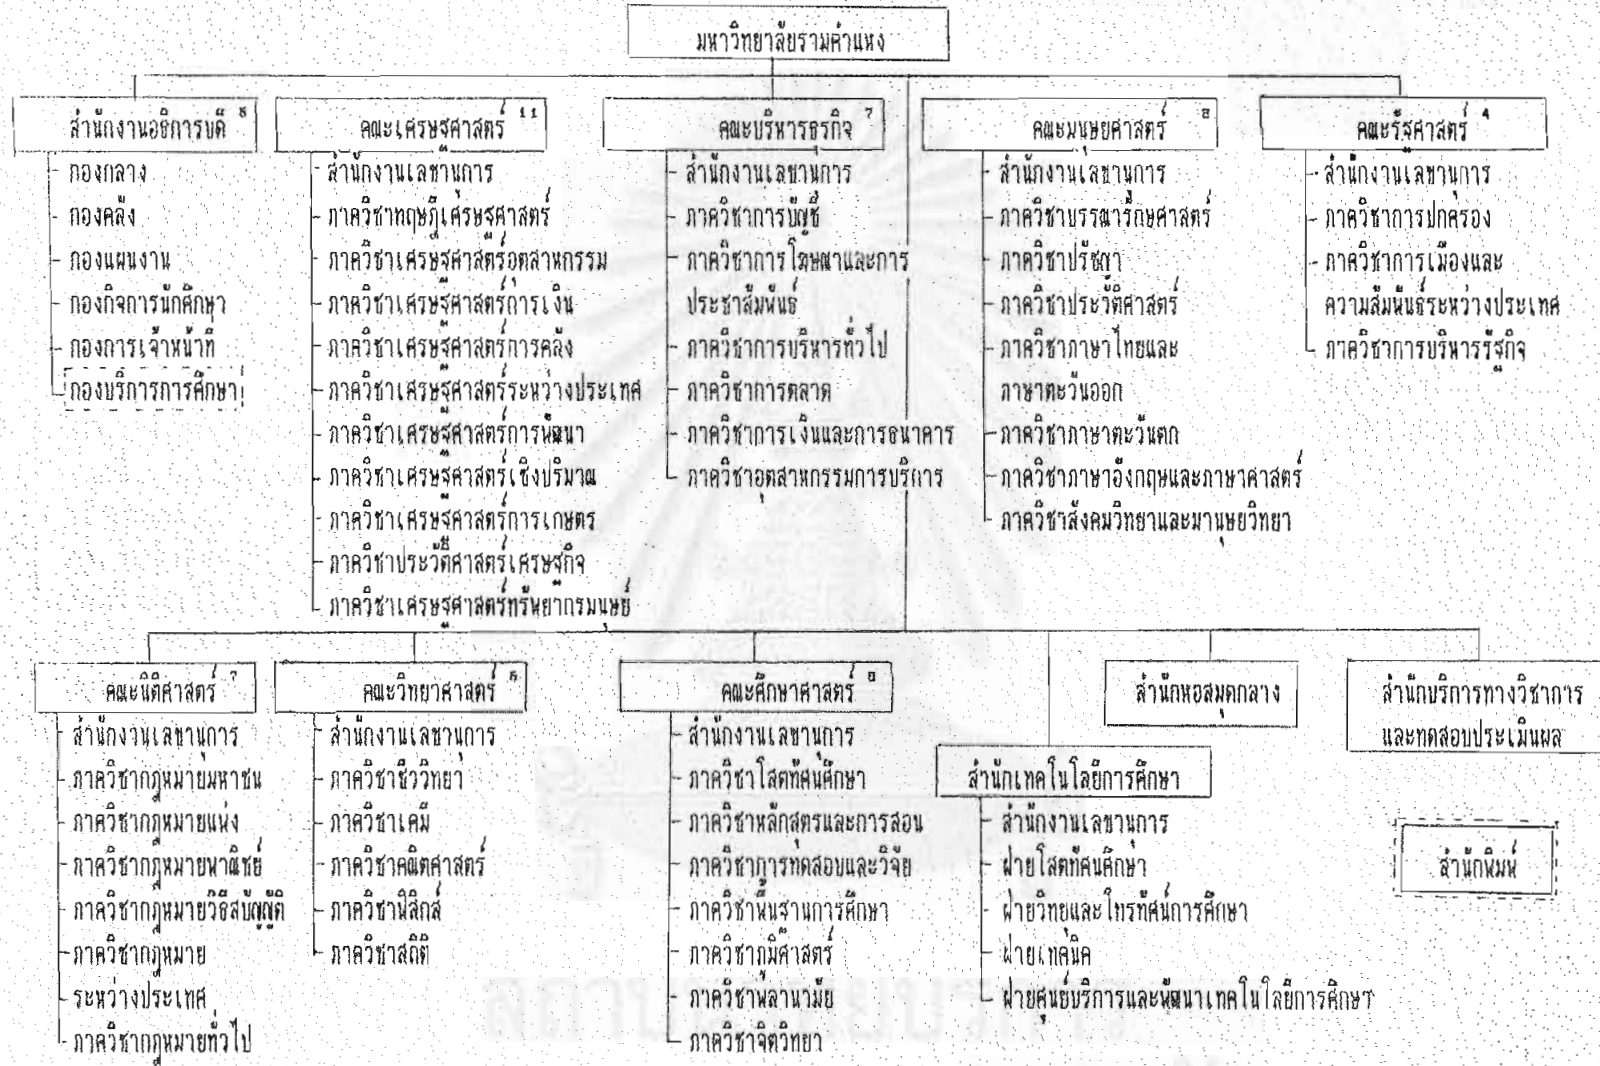 มหาวิทยาลัยรามคำแหง
สำนักงานอธิการบดี
กองกลาง
กองคลัง
กองแผนงาน
กองกิจการนักศึกษา
กองการเจ้าหน้าที่
กองบริการการศึกษา
คณะเศรษฐศาสตร์ 11
สำนักงานเลขานุการ
ภาควิชาทฤษฎีเศรษฐศาสตร์
ภาควิชาเศรษฐศาสตร์อุตสาหกรรม
ภาควิชาเศรษฐศาสตร์การเงิน
ภาควิชาเศรษฐศาสตร์การคลัง
ภาควิชาเศรษฐศาสตร์ระหว่างประเทศ
ภาควิชาเศรษฐศาสตร์การพัฒนา
ภาควิชาเศรษฐศาสตร์เชิงปริมาณ
ภาควิชาเศรษฐศาสตร์การเกษตร
ภาควิชาประวัติศาสตร์เศรษฐกิจ
ภาควิชาเศรษฐศาสตร์ทรัพยากรมนุษย์
คณะบริหารธุรกิจ 7
สำนักงานเลขานุการ
ภาควิชาการบัญชี
ภาควิชาการโฆษณาและการ
ประชาสัมพันธ์
ภาควิชาการบริหารทั่วไป
ภาควิชาการตลาด
ภาควิชาการเงินและการธนาคาร
ภาควิชาอุตสาหกรรมการบริการ
คณะมนุษยศาสตร์ 8
สำนักงานเลขานุการ
ภาควิชาบรรณารักษศาสตร์
ภาควิชาปรัชญา
ภาควิชาประวัติศาสตร์
ภาควิชาภาษาไทยและ
ภาษาตะวันออก
ภาควิชาภาษาตะวันตก
ภาควิชาภาษาอังกฤษและภาษาศาสตร์
ภาควิชาสังคมวิทยาและมานุษยวิทยา
คณะรัฐศาสตร์ 4
สำนักงานเลขานุการ
ภาควิชาการปกครอง
ภาควิชาการเมืองและ
ความสัมพันธ์ระหว่างประเทศ
ภาควิชาการบริหารรัฐกิจ
คณะนิติศาสตร์ 7
สำนักงานเลขานุการ
ภาควิชากฎหมายมหาชน
ภาควิชากฎหมายแพ่ง
ภาควิชากฎหมายพาณิชย์
ภาควิชากฎหมายวิธีสบัญญัติ
ภาควิชากฎหมาย
ระหว่างประเทศ
ภาควิชากฎหมายทั่วไป
คณะวิทยาศาสตร์
สำนักงานเลขานุการ
ภาควิชาชีววิทยา
ภาควิชาเคมี
ภาควิชาคณิตศาสตร์
ภาควิชาฟิสิกส์
ภาควิชาสถิติ
คณะศึกษาศาสตร์ 8
สำนักงานเลขานุการ
ภาควิชาโสตทัศนศึกษา
ภาควิชาหลักสูตรและการสอน
ภาควิชาการทดสอบและวิจัย
ภาควิชาพื้นฐานการศึกษา
ภาควิชาภูมิศาสตร์
ภาควิชาพลานามัย
ภาควิชาจิตวิทยา
สำนักเทคโนโลยีการศึกษา
สำนักงานเลขานุการ
ฝ่ายโสตทัศนศึกษา
ฝ่ายวิทยุและโทรทัศน์การศึกษา
ฝ่ายเทคนิค
ฝ่ายศูนย์บริการและพัฒนาเทคโนโลยีการศึกษา
สำนักหอสมุดกลาง
สำนักบริการทางวิชาการ
และทดสอบประเมินผล
สำนักพิมพ์